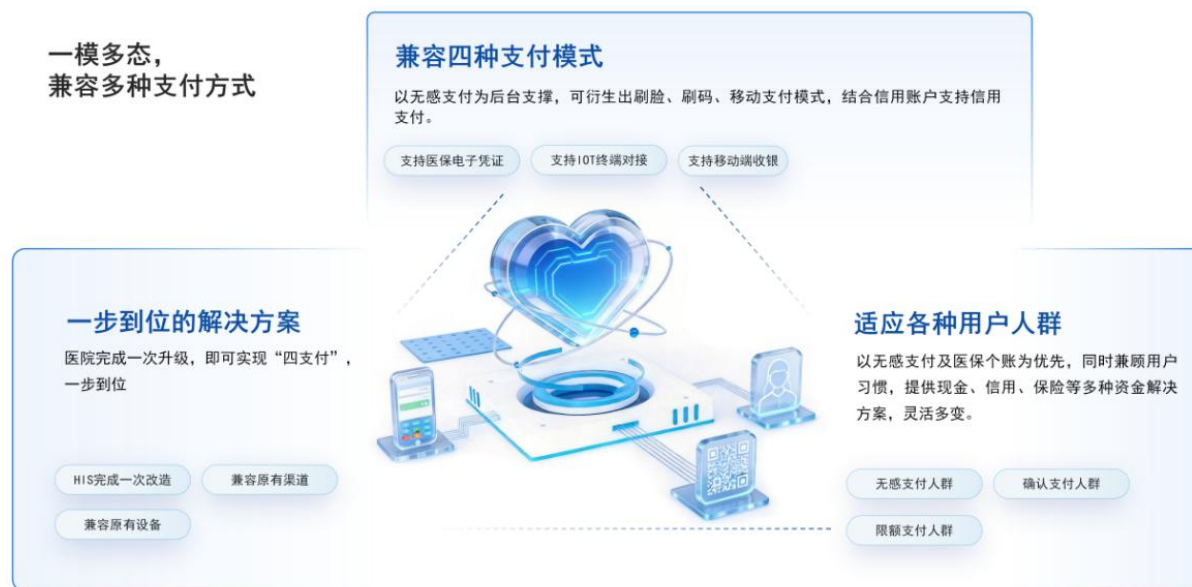 一模多态，
兼容多种支付方式
兼容四种支付模式
以无感支付为后台支撑，可衍生出刷脸、刷码、移动支付模式，结合信用账户支持信用
支付。
支持医保电子凭证
支持IOT终端对接
支持移动端收银
一步到位的解决方案
医院完成一次升级，即可实现“四支付”，
一步到位
HIS完成一次改造
兼容原有渠道
兼容原有设备
适应各种用户人群
以无感支付及医保个账为优先，同时兼顾用户
习惯，提供现金、信用、保险等多种资金解决
方案，灵活多变。
无感支付人群
确认支付人群
限额支付人群